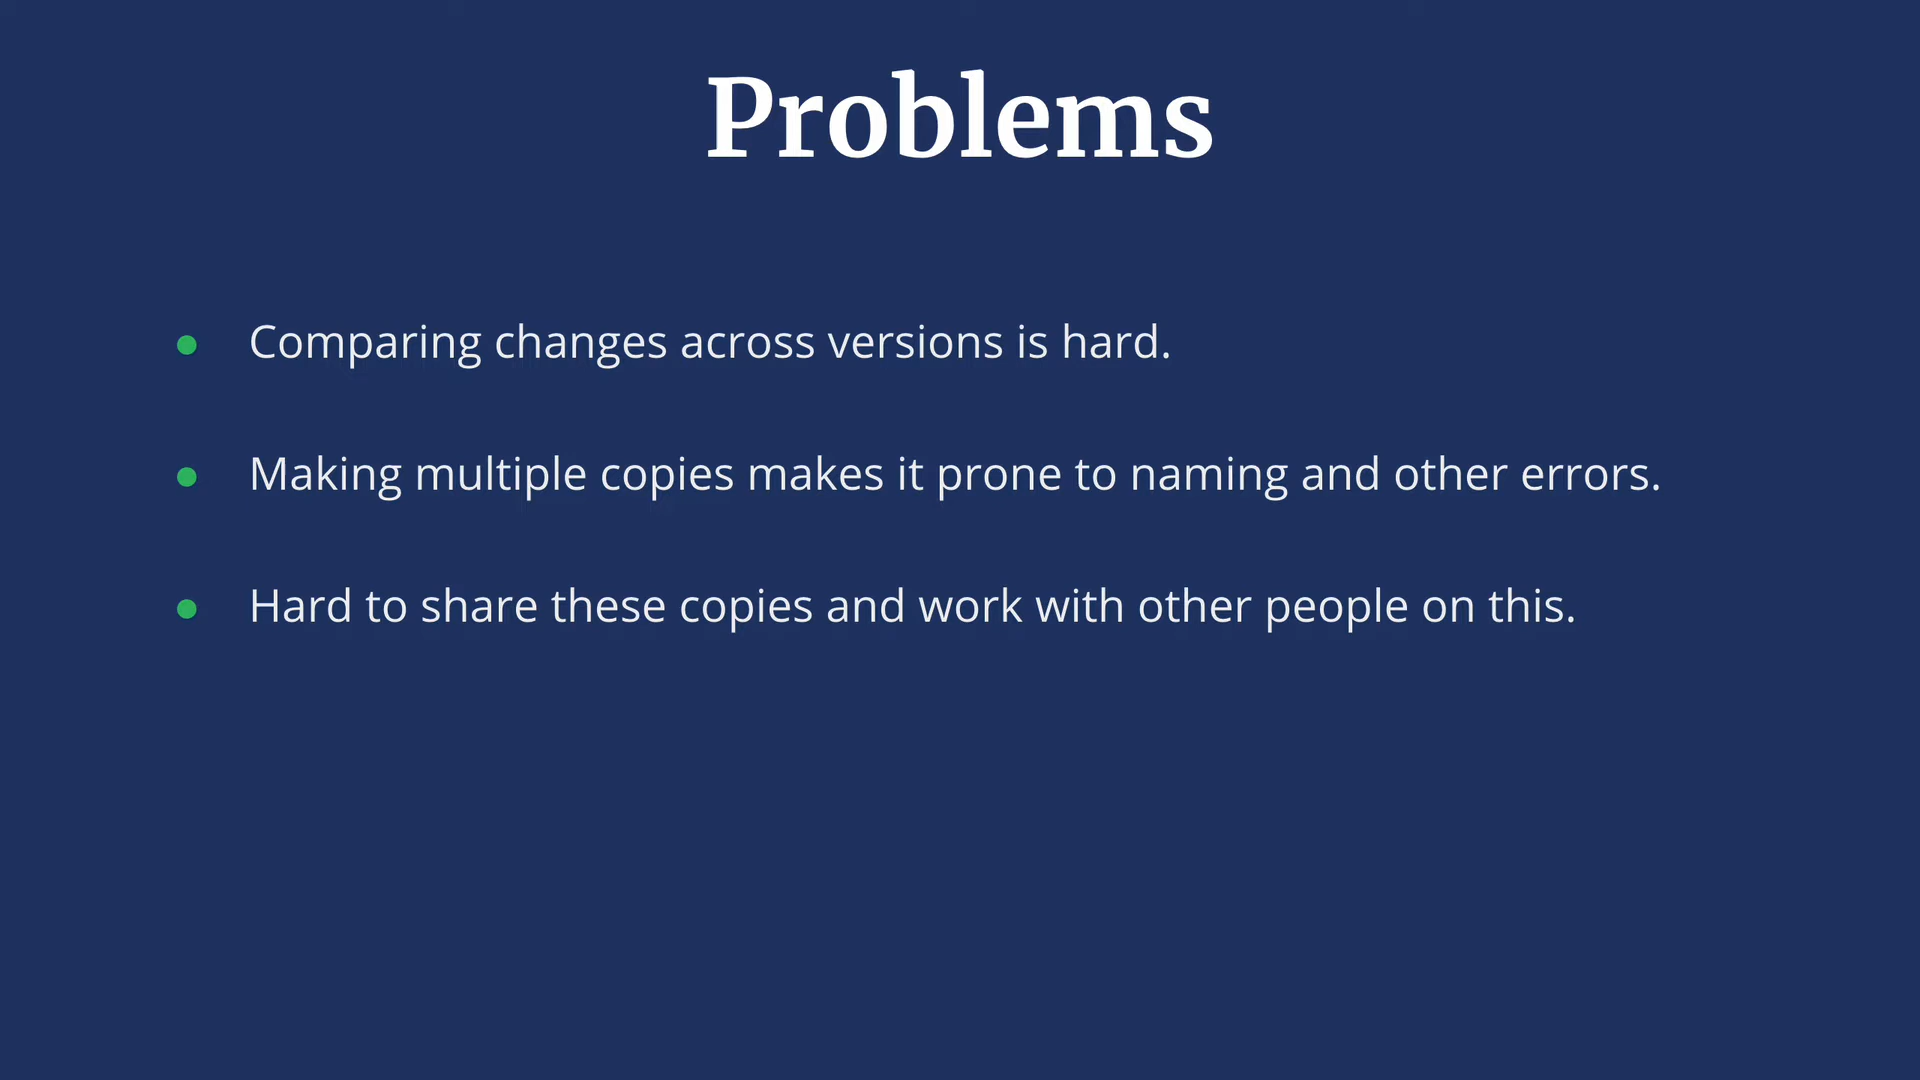 Problems
Comparing changes across versions is hard.
Making multiple copies makes it prone to naming and other errors.
Hard to share these copies and work with other people on this.